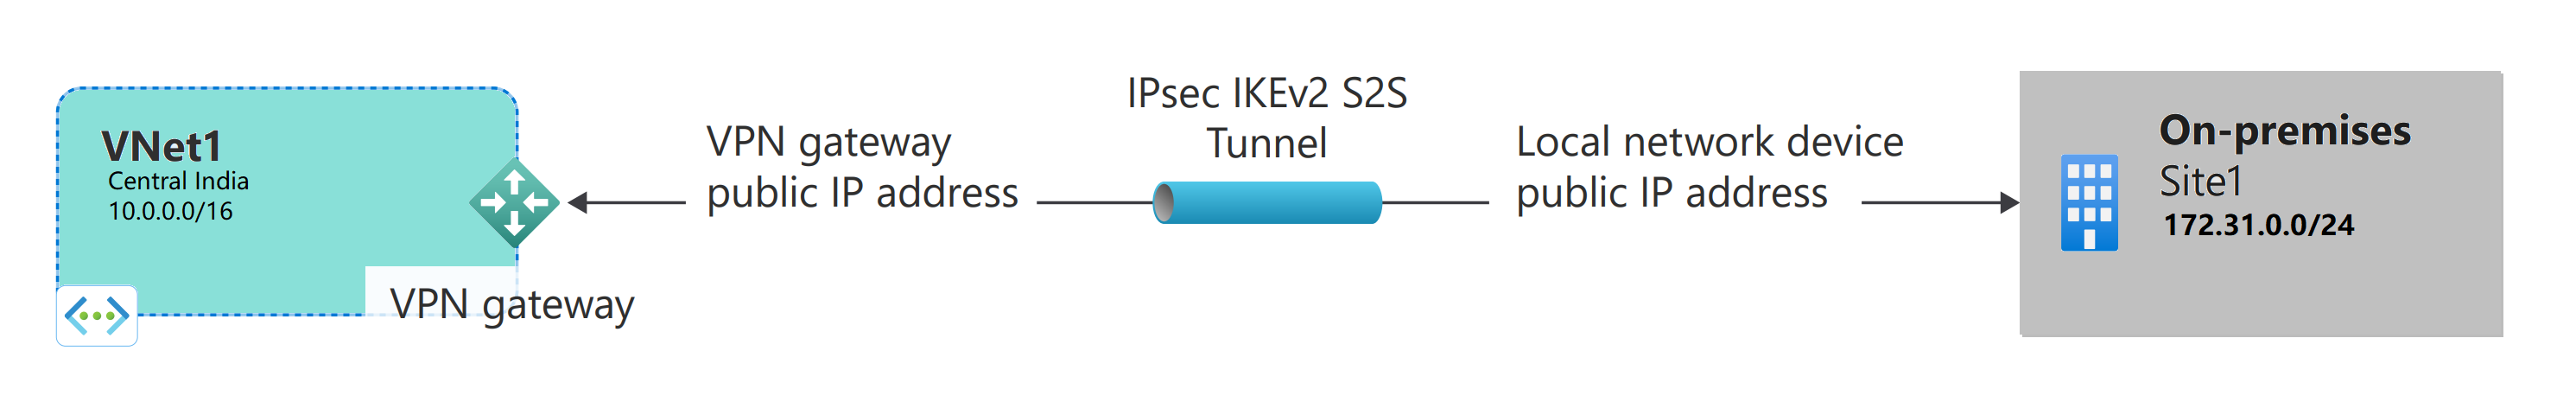 VNet1
Central India
10.0.0.0/16
VPN gateway
VPN gateway
public IP address
IPsec IKEv2 S2S
Tunnel
Local network device
public IP address
On-premises
Site1
172.31.0.0/24